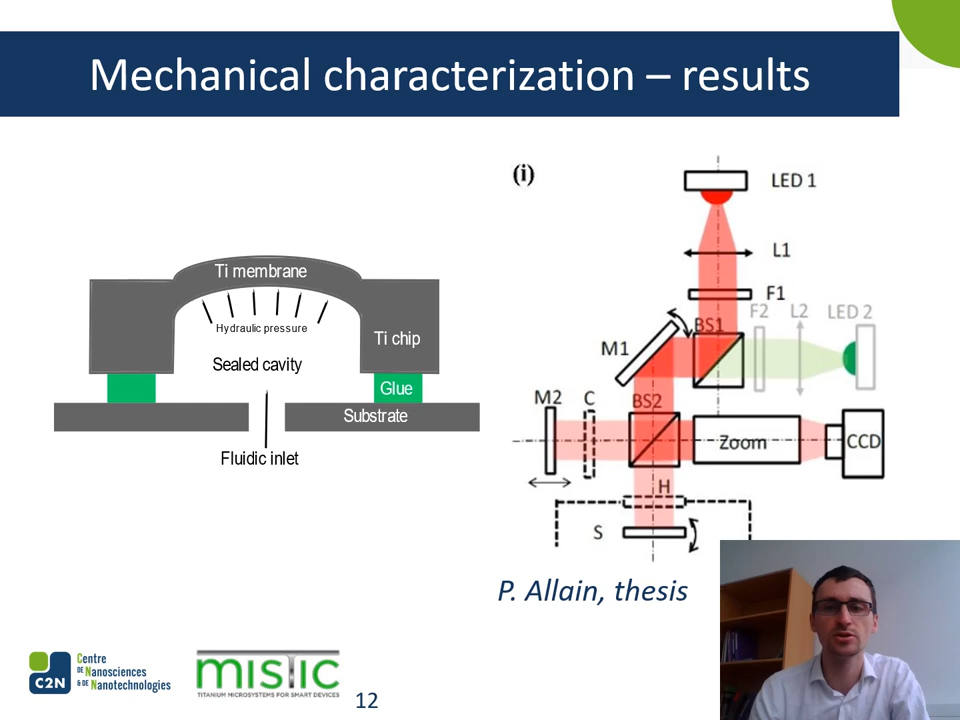 Mechanical characterization – results
Ti membrane
Hydraulic pressure
Sealed cavity
Ti chip
Glue
Substrate
Fluidic inlet
(i)
LED 1
L1
F1
F2
L2
LED 2
BS1
M1
M2
C
BS2
Zoom
CCD
H
S
P. Allain, thesis
C2N
Centre
DE Nanosciences
& DE Nanotechnologies
MISTIC
TITANIUM MICROSYSTEMS FOR SMART DEVICES
12